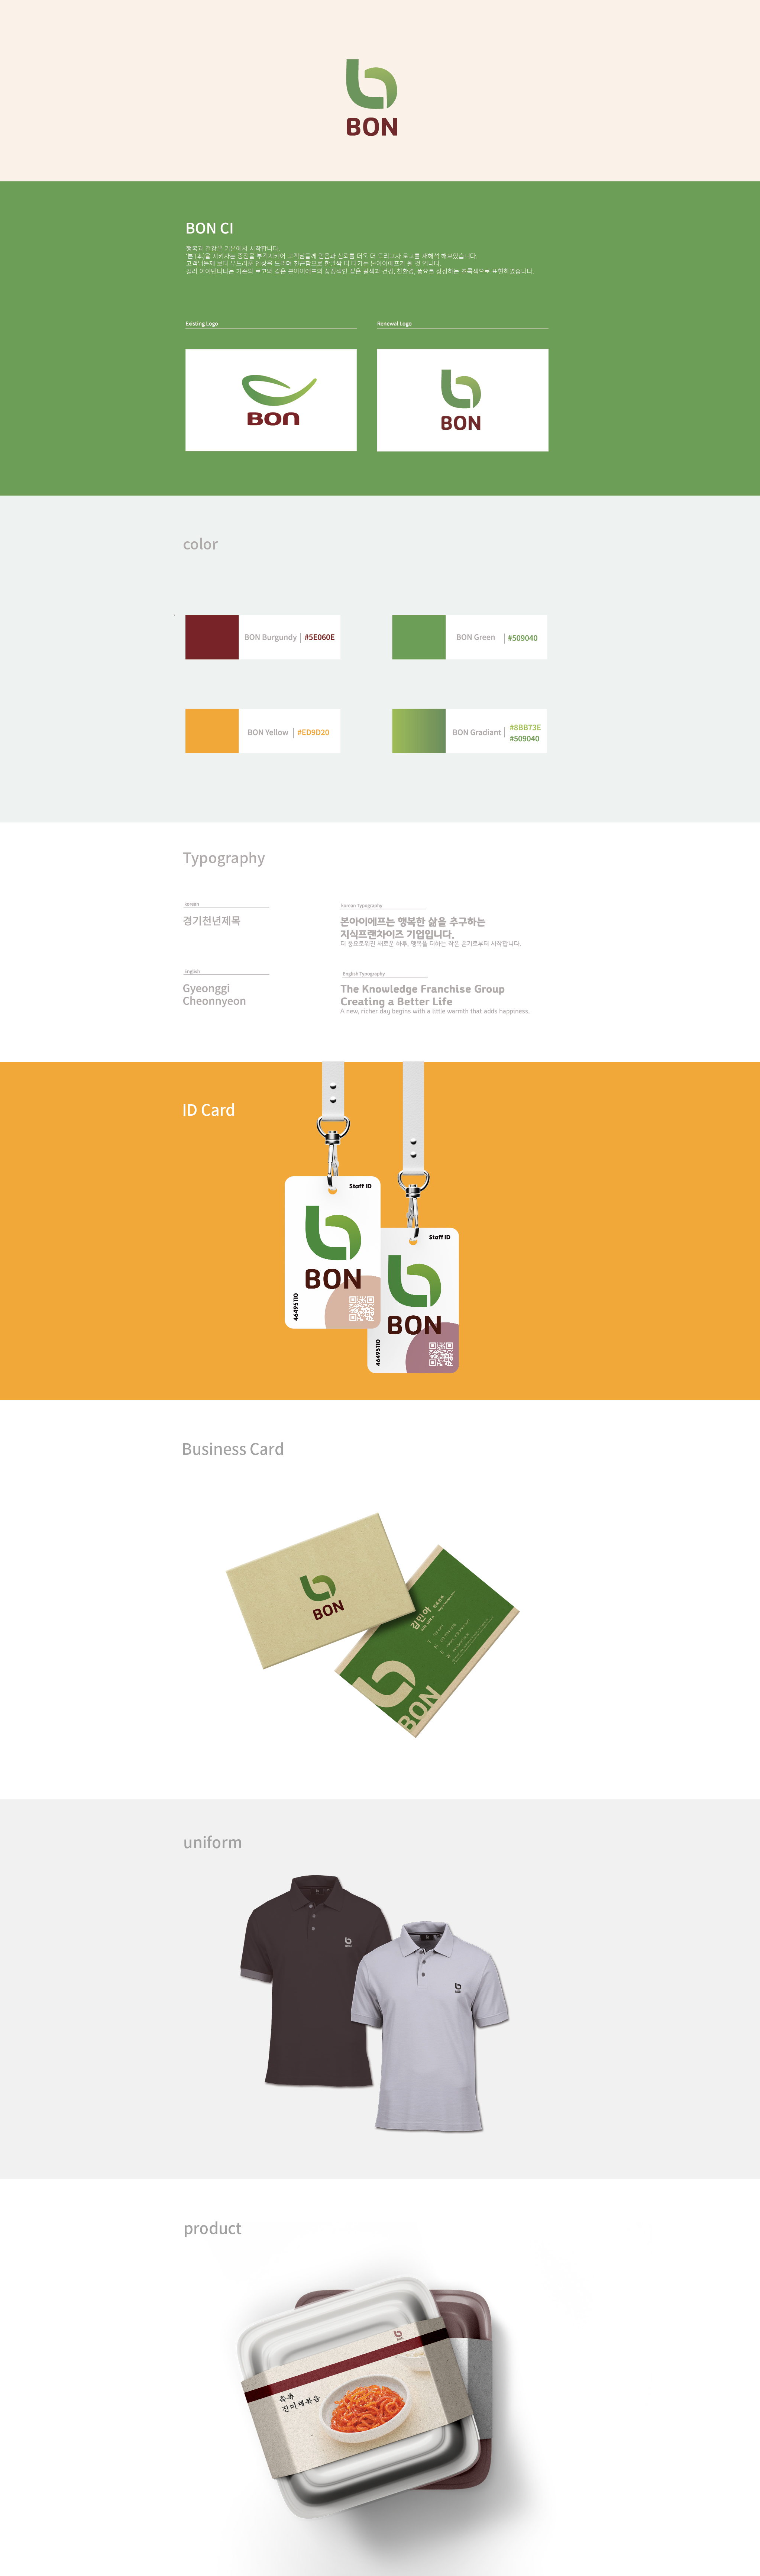 BON
BON CI
행복과 건강은 기본에서 시작합니다.
'본'(本)을 지키자는 중점을 부각시키어 고객님들께 믿음과 신뢰를 더욱 더 드리고자 로고를 재해석 해보았습니다.
고객님들께 보다 부드러운 인상을 드리며 친근함으로 한발짝 더 다가는 본아이에프가 될 것 입니다.
컬러 아이덴티티는 기존의 로고와 같은 본아이에프의 상징색인 짙은 갈색과 건강, 친환경, 풍요를 상징하는 초록색으로 표현하였습니다.
Existing Logo
Renewal Logo
BON
BON
color
BON Burgundy | #5E060E
BON Green | #509040
BON Yellow | #ED9D20
BON Gradiant | #8BB73E
#509040
Typography
Korean
경기천년제목
Korean Typography
본아이에프는 행복한 삶을 추구하는
지식프랜차이즈 기업입니다.
더 풍요로워진 새로운 하루, 행복을 더하는 작은 온기로부터 시작합니다.
English
Gyeonggi
Cheonnyeon
English Typography
The Knowledge Franchise Group
Creating a Better Life
A new, richer day begins with a little warmth that adds happiness.
ID Card
Staff ID
BON
46495110
Staff ID
BON
46495110
Business Card
BON
김민아
BON
uniform
BON
BON
product
촉촉
진미채볶음